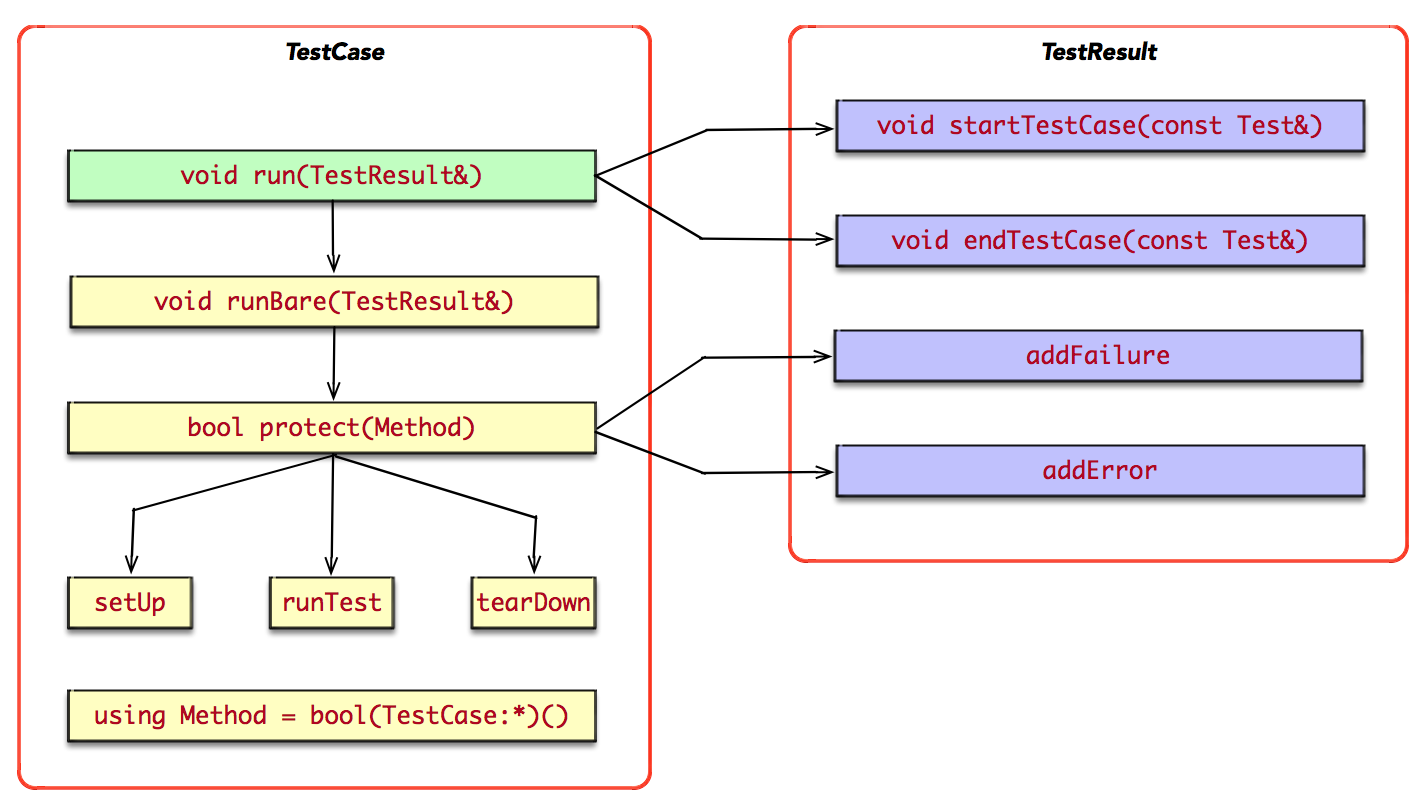 TestCase
void run(TestResult&)
void runBare(TestResult&)
bool protect(Method)
setUp
runTest
tearDown
using Method = bool(TestCase:*)()
TestResult
void startTestCase(const Test&)
void endTestCase(const Test&)
addFailure
addError